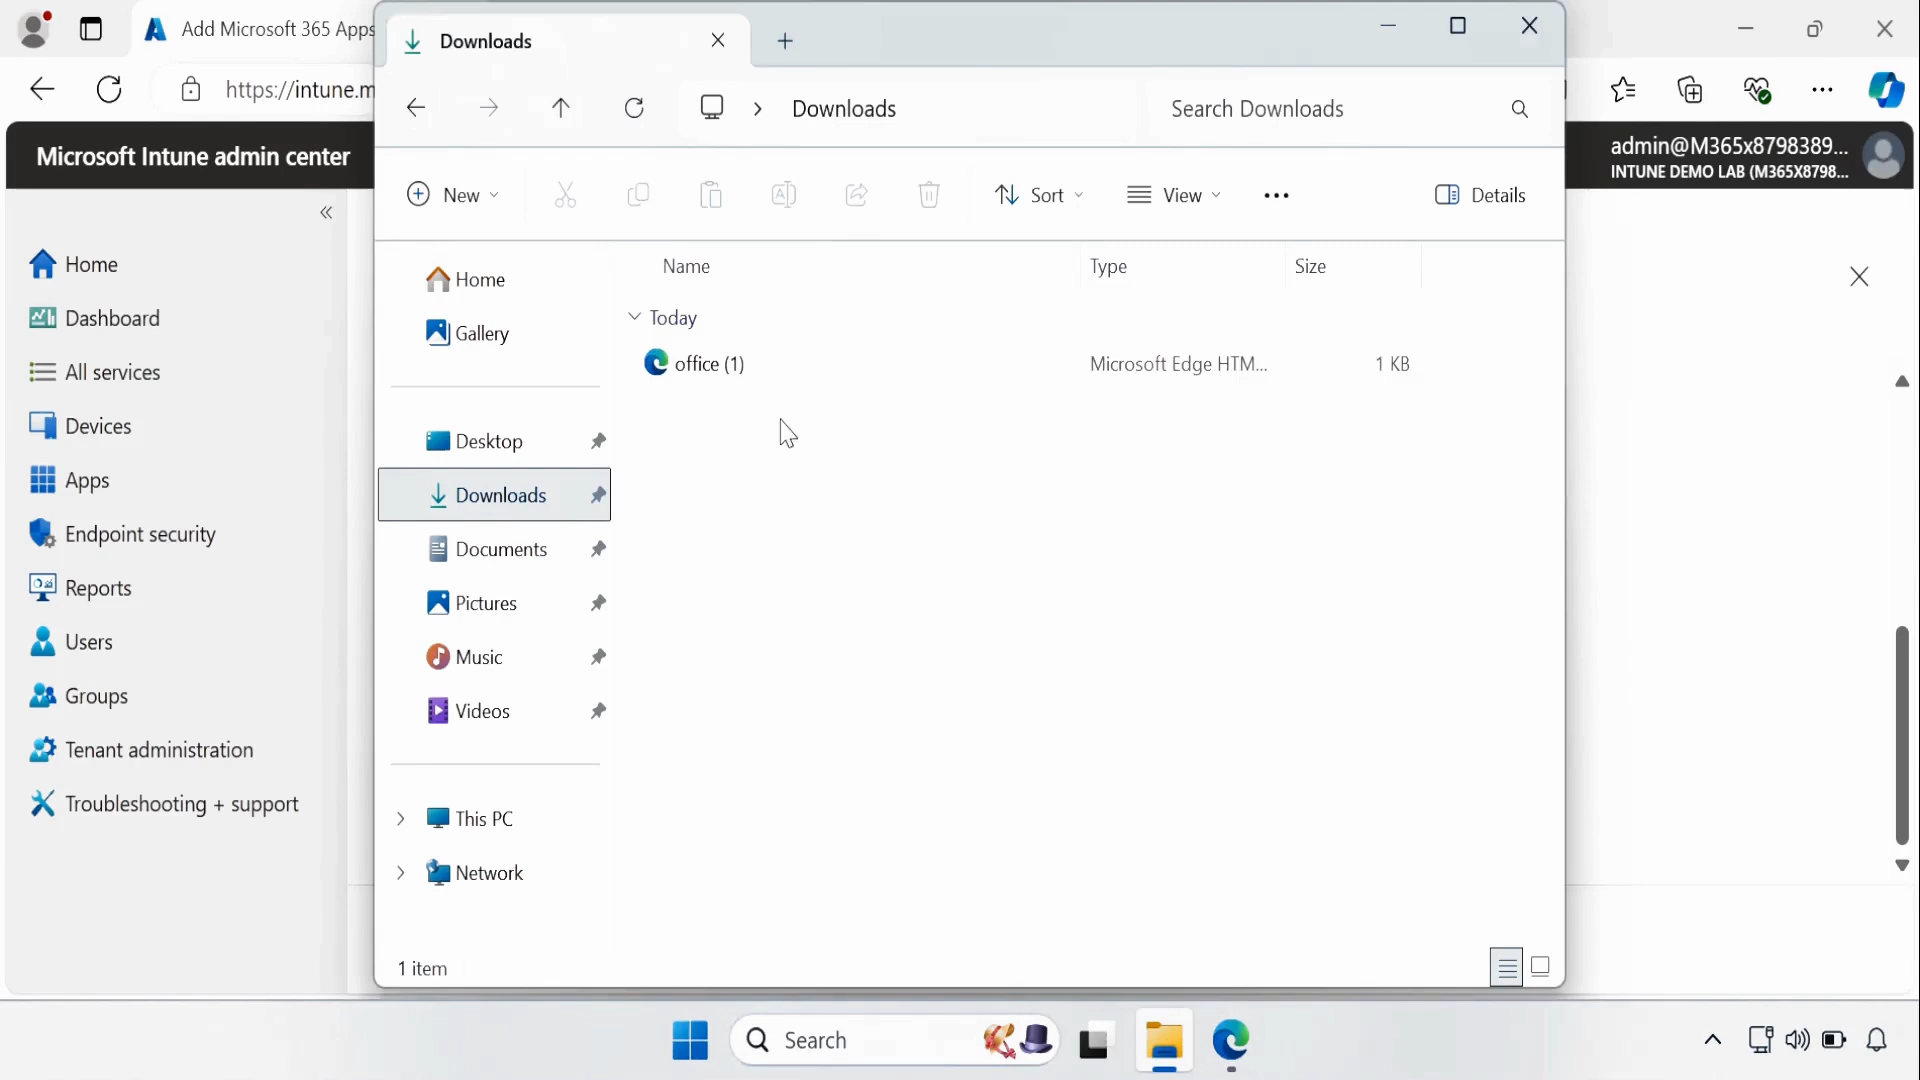 Add Microsoft 365 Apps
https://intune.m
Microsoft Intune admin center
admin@M365x8798389...
INTUNE DEMO LAB (M365X8798...
Home
Dashboard
All services
Devices
Apps
Endpoint security
Reports
Users
Groups
Tenant administration
Troubleshooting + support
Downloads
Downloads
Search Downloads
New
Sort
View
Details
Home
Gallery
Desktop
Downloads
Documents
Pictures
Music
Videos
This PC
Network
Name Type Size
Today
office (1) Microsoft Edge HTM... 1 KB
1 item
Search